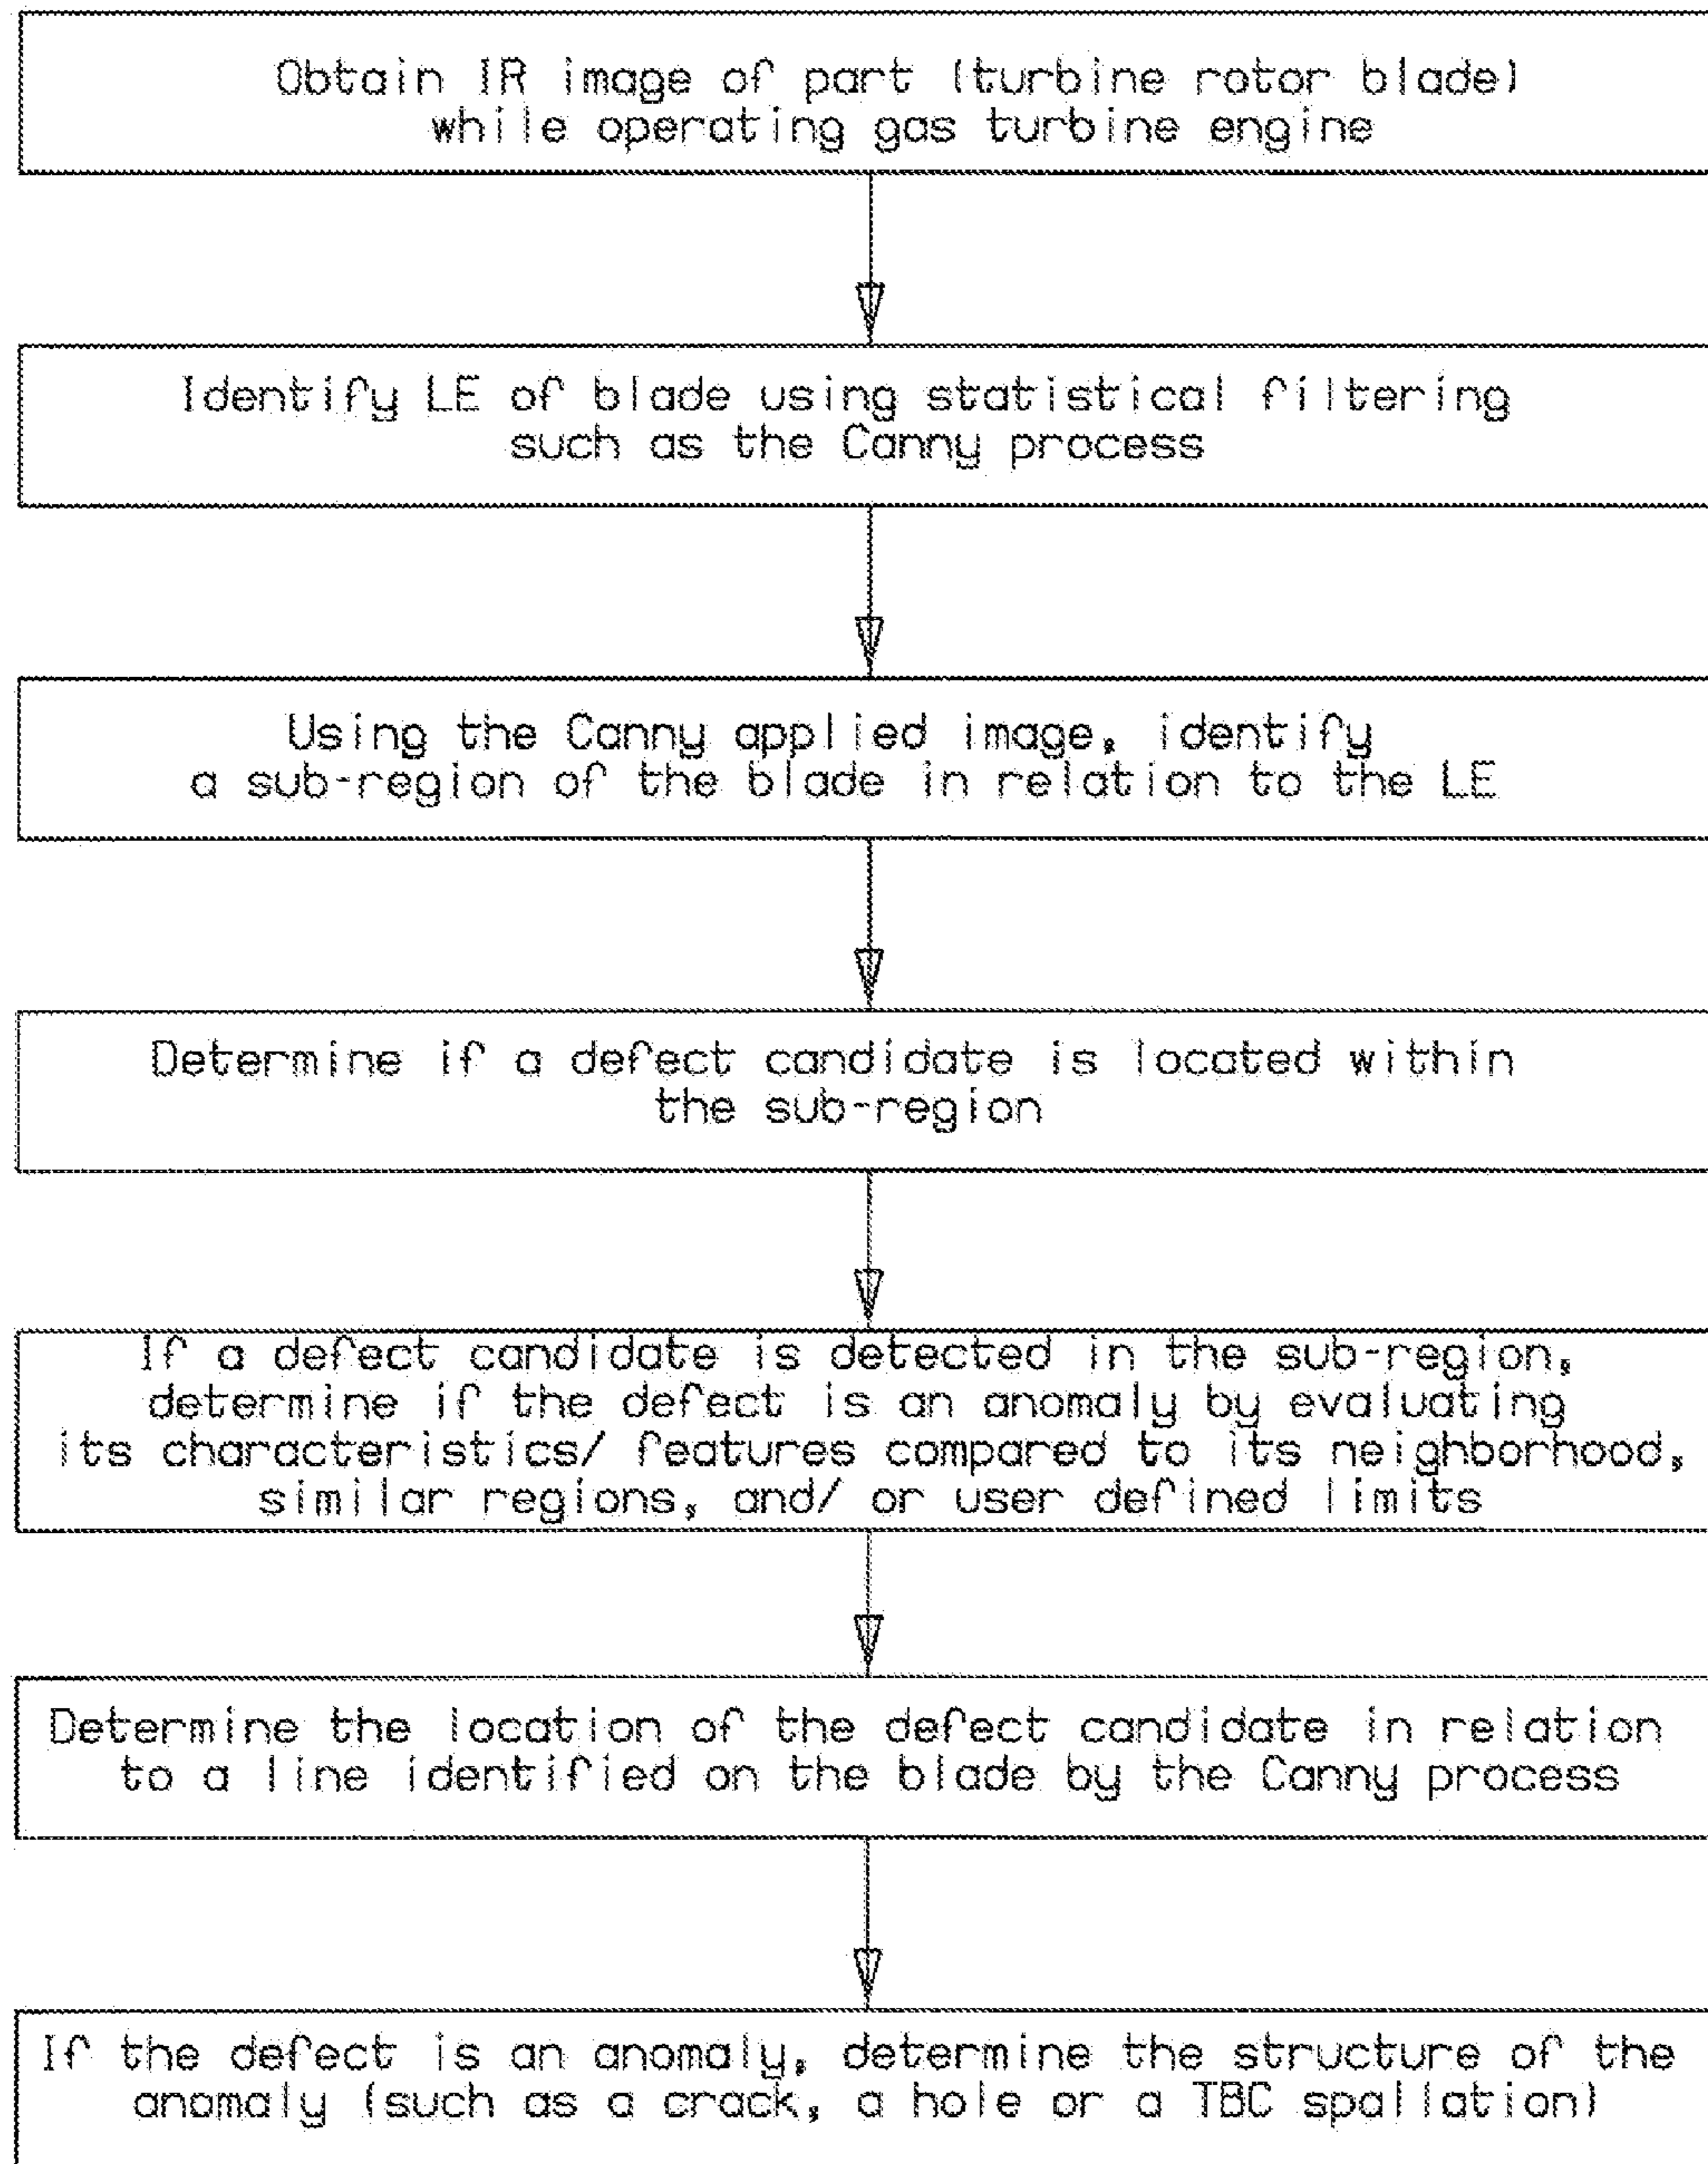 Obtain IR image of part (turbine rotor blade)
while operating gas turbine engine
Identify LE of blade using statistical filtering
such as the Canny process
Using the Canny applied image, identify
a sub-region of the blade in relation to the LE
Determine if a defect candidate is located within
the sub-region
If a defect candidate is detected in the sub-region,
determine if the defect is an anomaly by evaluating
its characteristics/ features compared to its neighborhood,
similar regions, and/ or user defined limits
Determine the location of the defect candidate in relation
to a line identified on the blade by the Canny process
If the defect is an anomaly, determine the structure of the
anomaly (such as a crack, a hole or a TBC spallation)